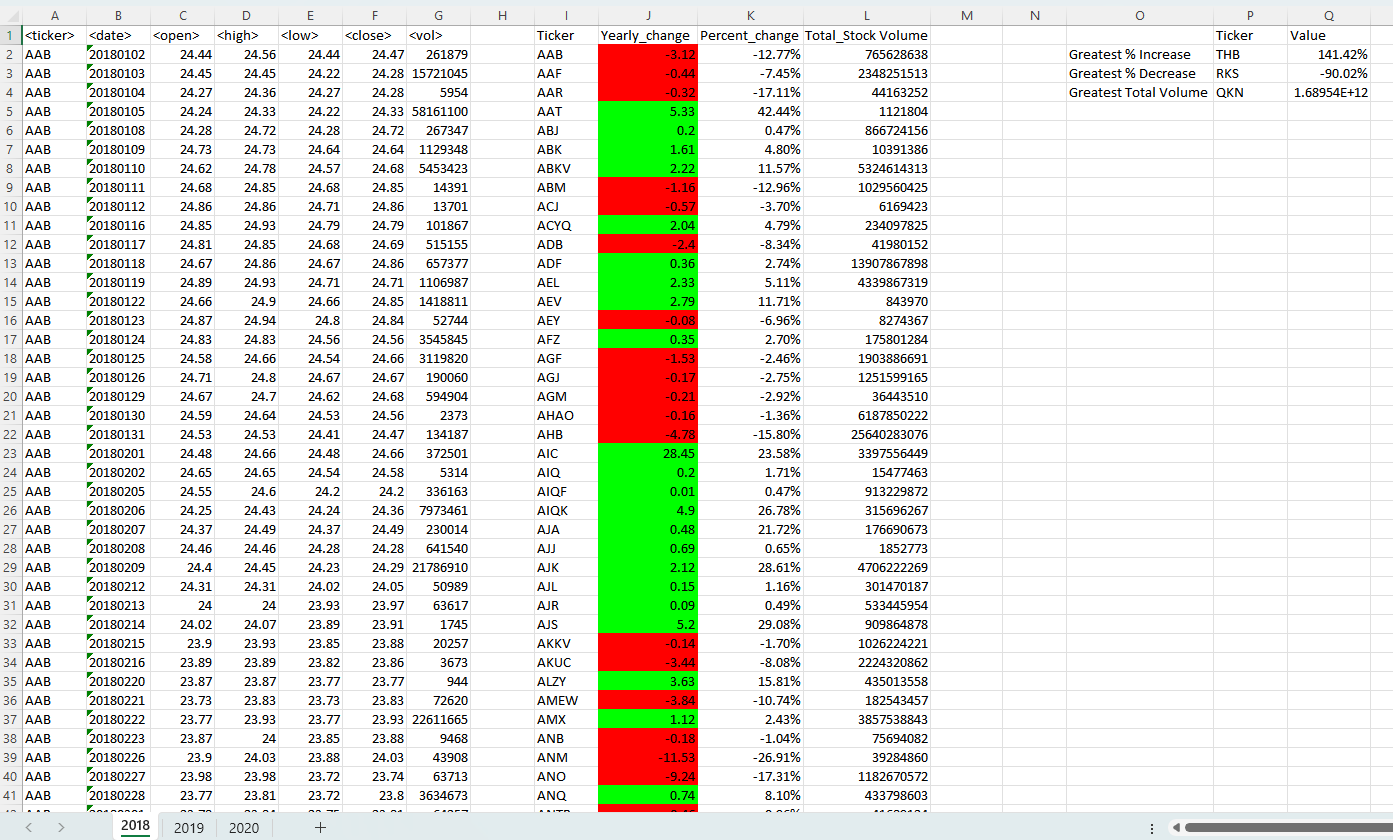 A B C D E F G H I J K L M N O P Q
1 <ticker> <date> <open> <high> <low> <close> <vol> Ticker Yearly_change Percent_change Total_Stock Volume Ticker Value
2 AAB 20180102 24.44 24.56 24.44 24.47 261879 AAB -3.12 -12.77% 765628638 Greatest % Increase THB 141.42%
3 AAB 20180103 24.45 24.45 24.22 24.28 15721045 AAF -0.44 -7.45% 2348251513 Greatest % Decrease RKS -90.02%
4 AAB 20180104 24.27 24.36 24.27 24.28 5954 AAR -0.32 -17.11% 44163252 Greatest Total Volume QKN 1.68954E+12
5 AAB 20180105 24.24 24.33 24.22 24.33 58161100 AAT 5.33 42.44% 1121804
6 AAB 20180108 24.28 24.72 24.28 24.72 267347 ABJ 0.2 0.47% 866724156
7 AAB 20180109 24.73 24.73 24.64 24.64 1129348 ABK 1.61 4.80% 10391386
8 AAB 20180110 24.62 24.78 24.57 24.68 5453423 ABKV 2.22 11.57% 5324614313
9 AAB 20180111 24.68 24.85 24.68 24.85 14391 ABM -1.16 -12.96% 1029560425
10 AAB 20180112 24.86 24.86 24.71 24.86 13701 ACJ -0.57 -3.70% 6169423
11 AAB 20180116 24.85 24.93 24.79 24.79 101867 ACYQ 2.04 4.79% 234097825
12 AAB 20180117 24.81 24.85 24.68 24.69 515155 ADB -2.4 -8.34% 41980152
13 AAB 20180118 24.67 24.86 24.67 24.86 657377 ADF 0.36 2.74% 13907867898
14 AAB 20180119 24.89 24.93 24.71 24.71 1106987 AEL 2.33 5.11% 4339867319
15 AAB 20180122 24.66 24.9 24.66 24.85 1418811 AEV 2.79 11.71% 843970
16 AAB 20180123 24.87 24.94 24.8 24.84 52744 AEY -0.08 -6.96% 8274367
17 AAB 20180124 24.83 24.83 24.56 24.56 3545845 AFZ 0.35 2.70% 175801284
18 AAB 20180125 24.58 24.66 24.54 24.66 3119820 AGF -1.53 -2.46% 1903886691
19 AAB 20180126 24.71 24.8 24.67 24.67 190060 AGJ -0.17 -2.75% 1251599165
20 AAB 20180129 24.67 24.7 24.62 24.68 594904 AGM -0.21 -2.92% 36443510
21 AAB 20180130 24.59 24.64 24.53 24.56 2373 AHAO -0.16 -1.36% 6187850222
22 AAB 20180131 24.53 24.53 24.41 24.47 134187 AHB -4.78 -15.80% 25640283076
23 AAB 20180201 24.48 24.66 24.48 24.66 372501 AIC 28.45 23.58% 3397556449
24 AAB 20180202 24.65 24.65 24.54 24.58 5314 AIQ 0.2 1.71% 15477463
25 AAB 20180205 24.55 24.6 24.2 24.2 336163 AIQF 0.01 0.47% 913229872
26 AAB 20180206 24.25 24.43 24.24 24.36 7973461 AIQK 4.9 26.78% 315696267
27 AAB 20180207 24.37 24.49 24.37 24.49 230014 AJA 0.48 21.72% 176690673
28 AAB 20180208 24.46 24.46 24.28 24.28 641540 AJJ 0.69 0.65% 1852773
29 AAB 20180209 24.4 24.45 24.23 24.29 21786910 AJK 2.12 28.61% 4706222269
30 AAB 20180212 24.31 24.31 24.02 24.05 50989 AJL 0.15 1.16% 301470187
31 AAB 20180213 24 24 23.93 23.97 63617 AJR 0.09 0.49% 533445954
32 AAB 20180214 24.02 24.07 23.89 23.91 1745 AJS 5.2 29.08% 909864878
33 AAB 20180215 23.9 23.93 23.85 23.88 20257 AKKV -0.14 -1.70% 1026224221
34 AAB 20180216 23.89 23.89 23.82 23.86 3673 AKUC -3.44 -8.08% 2224320862
35 AAB 20180220 23.87 23.87 23.77 23.77 944 ALZY 3.63 15.81% 435013558
36 AAB 20180221 23.73 23.83 23.73 23.83 72620 AMEW -3.84 -10.74% 182543457
37 AAB 20180222 23.77 23.93 23.77 23.93 22611665 AMX 1.12 2.43% 3857538843
38 AAB 20180223 23.87 24 23.85 23.88 9468 ANB -0.18 -1.04% 75694082
39 AAB 20180226 23.9 24.03 23.88 24.03 43908 ANM -11.53 -26.91% 39284860
40 AAB 20180227 23.98 23.98 23.72 23.74 63713 ANO -9.24 -17.31% 1182670572
41 AAB 20180228 23.77 23.81 23.72 23.8 3634673 ANQ 0.74 8.10% 433798603
2018 2019 2020